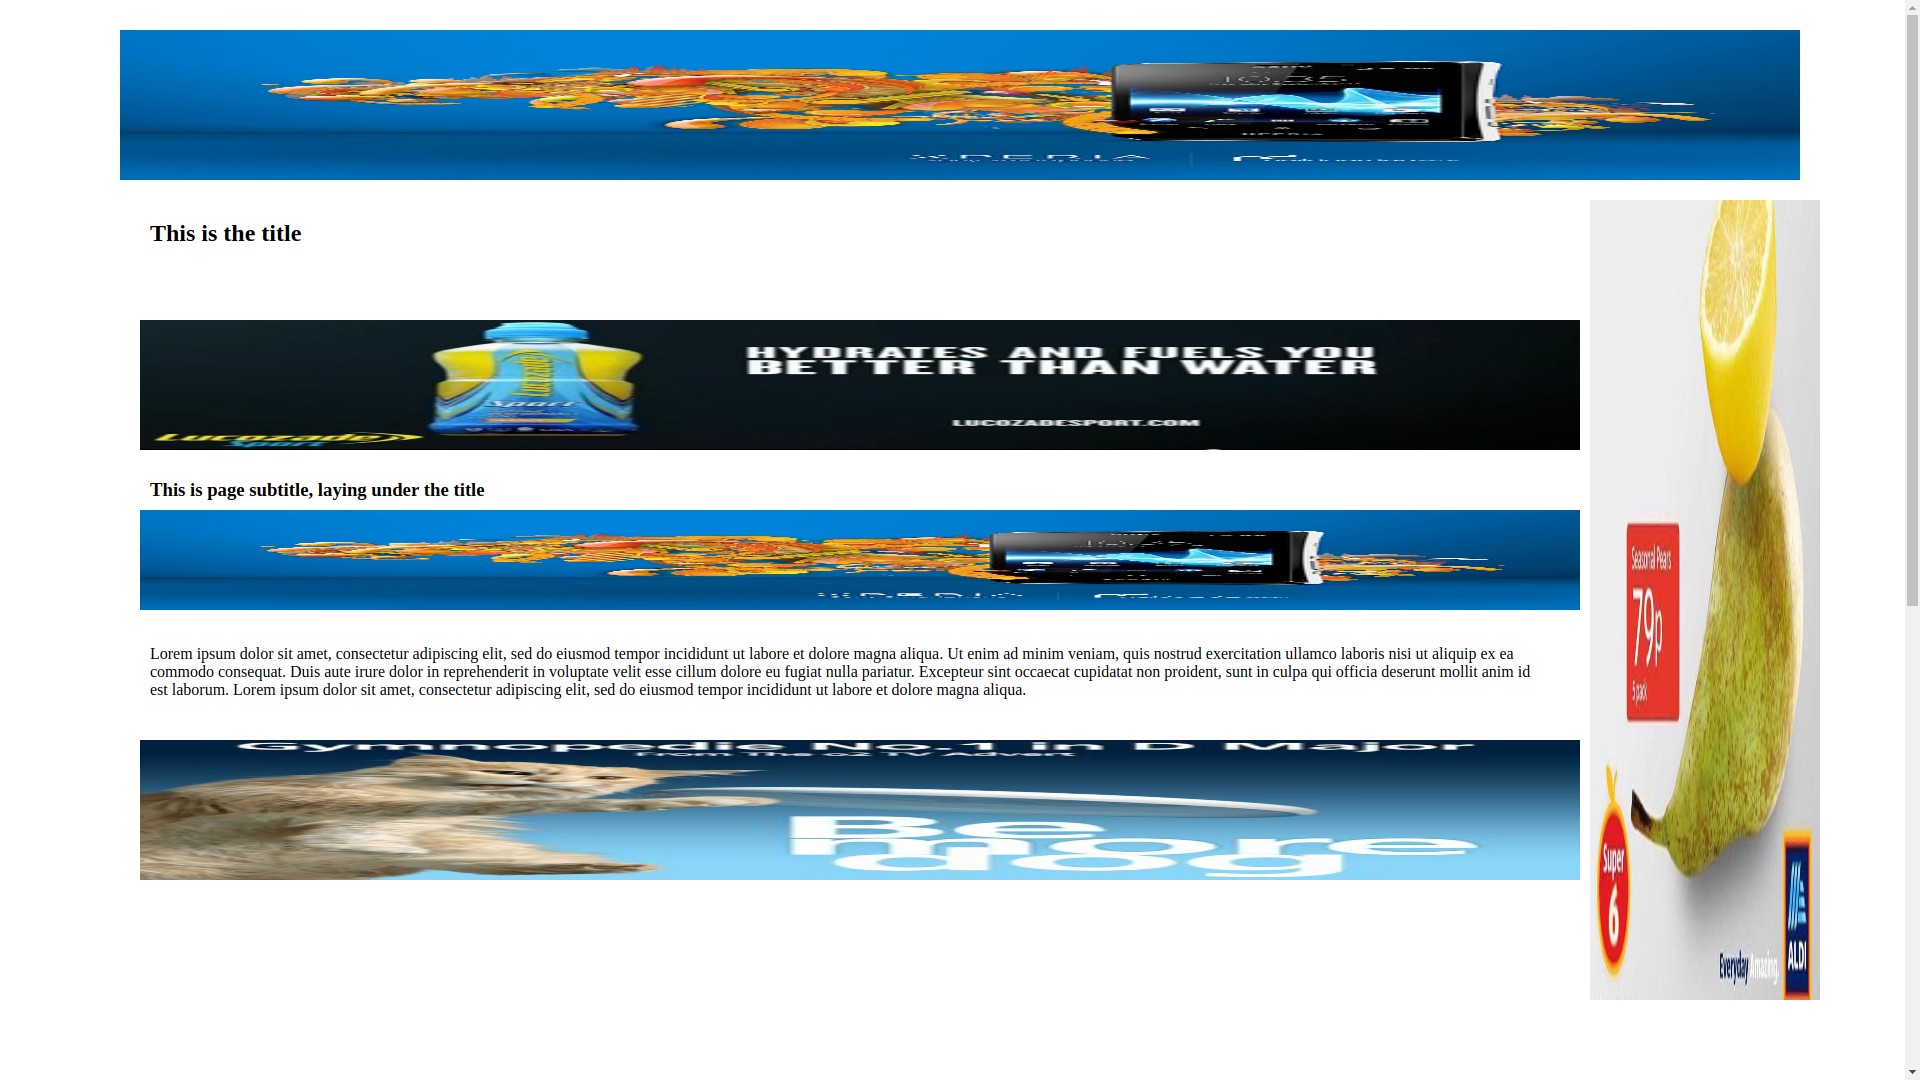 XPERIA
This is the title
HYDRATES AND FUELS YOU
BETTER THAN WATER
LUCOZADESPORT.COM
Lucozade
Sport
Lucozade
Sport
This is page subtitle, laying under the title
XPERIA
Lorem ipsum dolor sit amet, consectetur adipiscing elit, sed do eiusmod tempor incididunt ut labore et dolore magna aliqua. Ut enim ad minim veniam, quis nostrud exercitation ullamco laboris nisi ut aliquip ex ea
commodo consequat. Duis aute irure dolor in reprehenderit in voluptate velit esse cillum dolore eu fugiat nulla pariatur. Excepteur sint occaecat cupidatat non proident, sunt in culpa qui officia deserunt mollit anim id
est laborum. Lorem ipsum dolor sit amet, consectetur adipiscing elit, sed do eiusmod tempor incididunt ut labore et dolore magna aliqua.
Gymnopedie No.1 in D Major
From The O2 TV Advert
Be
more
dog
Seasonal Pears
79p
5 pack
Super
6
Everyday Amazing.
ALDI